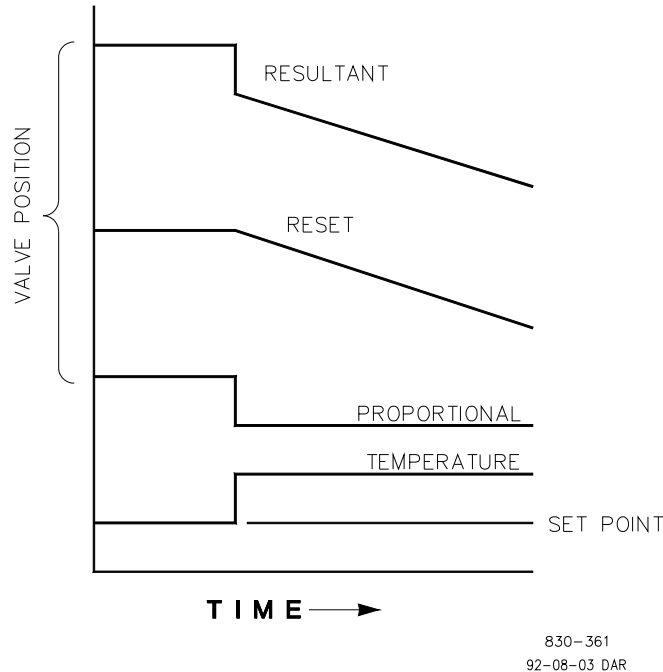 RESULTANT
VALVE POSITION
RESET
PROPORTIONAL
TEMPERATURE
SET POINT
TIME
830-361
92-08-03 DAR